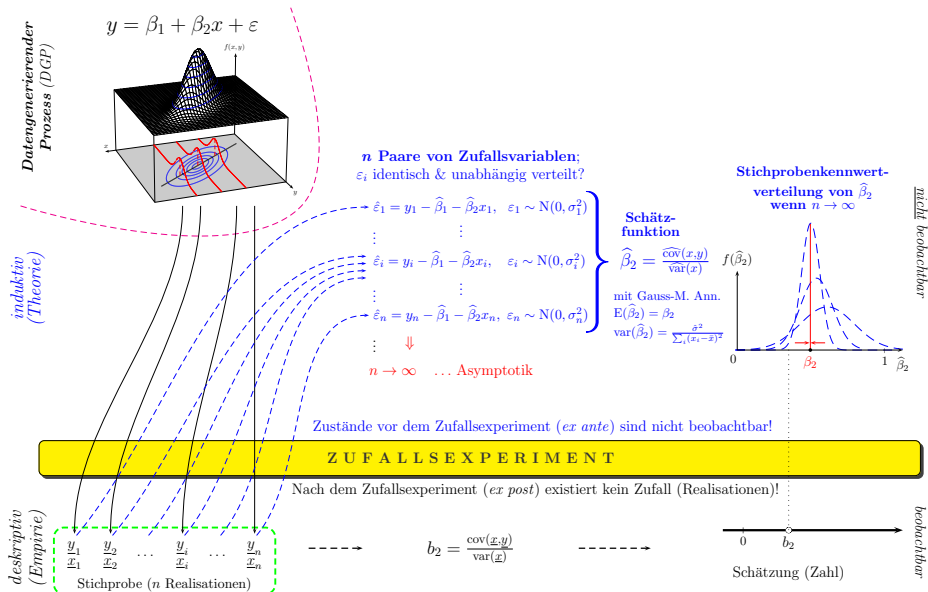 Datengenerierender
Prozess (DGP)
y = β₁ + β₂x + ε
f(x,y)
x
y
n Paare von Zufallsvariablen;
εᵢ identisch & unabhängig verteilt?
ε̂₁ = y₁ − β̂₁ − β̂₂x₁, ε₁ ∼ N(0, σ₁²)
⋮ ⋮
ε̂ᵢ = yᵢ − β̂₁ − β̂₂xᵢ, εᵢ ∼ N(0, σᵢ²)
⋮ ⋮
ε̂ₙ = yₙ − β̂₁ − β̂₂xₙ, εₙ ∼ N(0, σₙ²)
⋮ ⇓
n → ∞ … Asymptotik
Schätz-
funktion
β̂₂ = côv(x,y) / vâr(x)
mit Gauss-M. Ann.
E(β̂₂) = β₂
var(β̂₂) = σ̂² / ∑ᵢ(xᵢ−x̄)²
Stichprobenkennwert-
verteilung von β̂₂
wenn n → ∞
f(β̂₂)
0 β₂ 1 β̂₂
nicht beobachtbar
induktiv
(Theorie)
Zustände vor dem Zufallsexperiment (ex ante) sind nicht beobachtbar!
ZUFALLSEXPERIMENT
Nach dem Zufallsexperiment (ex post) existiert kein Zufall (Realisationen)!
deskriptiv
(Empirie)
y₁ y₂ … yᵢ … yₙ
x₁ x₂ … xᵢ … xₙ
Stichprobe (n Realisationen)
b₂ = cov(x,y) / var(x)
0 b₂
Schätzung (Zahl)
beobachtbar